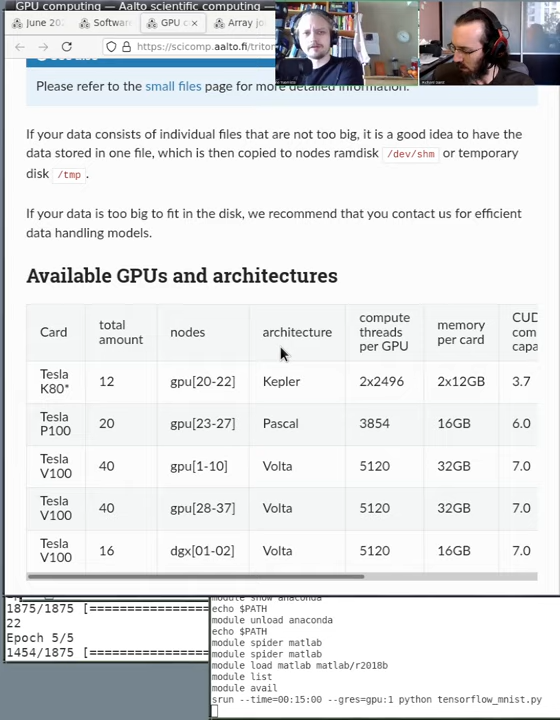 GPU computing — Aalto scientific computing —
June 202
Softwar
GPU c
Array jo
https://scicomp.aalto.fi/triton
Please refer to the small files page for more detailed information.
If your data consists of individual files that are not too big, it is a good idea to have the
data stored in one file, which is then copied to nodes ramdisk /dev/shm or temporary
disk /tmp .
If your data is too big to fit in the disk, we recommend that you contact us for efficient
data handling models.
Available GPUs and architectures
Card total amount nodes architecture compute threads per GPU memory per card CUD com capa
Tesla K80* 12 gpu[20-22] Kepler 2x2496 2x12GB 3.7
Tesla P100 20 gpu[23-27] Pascal 3854 16GB 6.0
Tesla V100 40 gpu[1-10] Volta 5120 32GB 7.0
Tesla V100 40 gpu[28-37] Volta 5120 32GB 7.0
Tesla V100 16 dgx[01-02] Volta 5120 16GB 7.0
1875/1875 [==================
22
Epoch 5/5
1454/1875 [==================
module show anaconda
echo $PATH
module unload anaconda
echo $PATH
module spider matlab
module spider matlab
module load matlab matlab/r2018b
module list
module avail
srun --time=00:15:00 --gres=gpu:1 python tensorflow_mnist.py